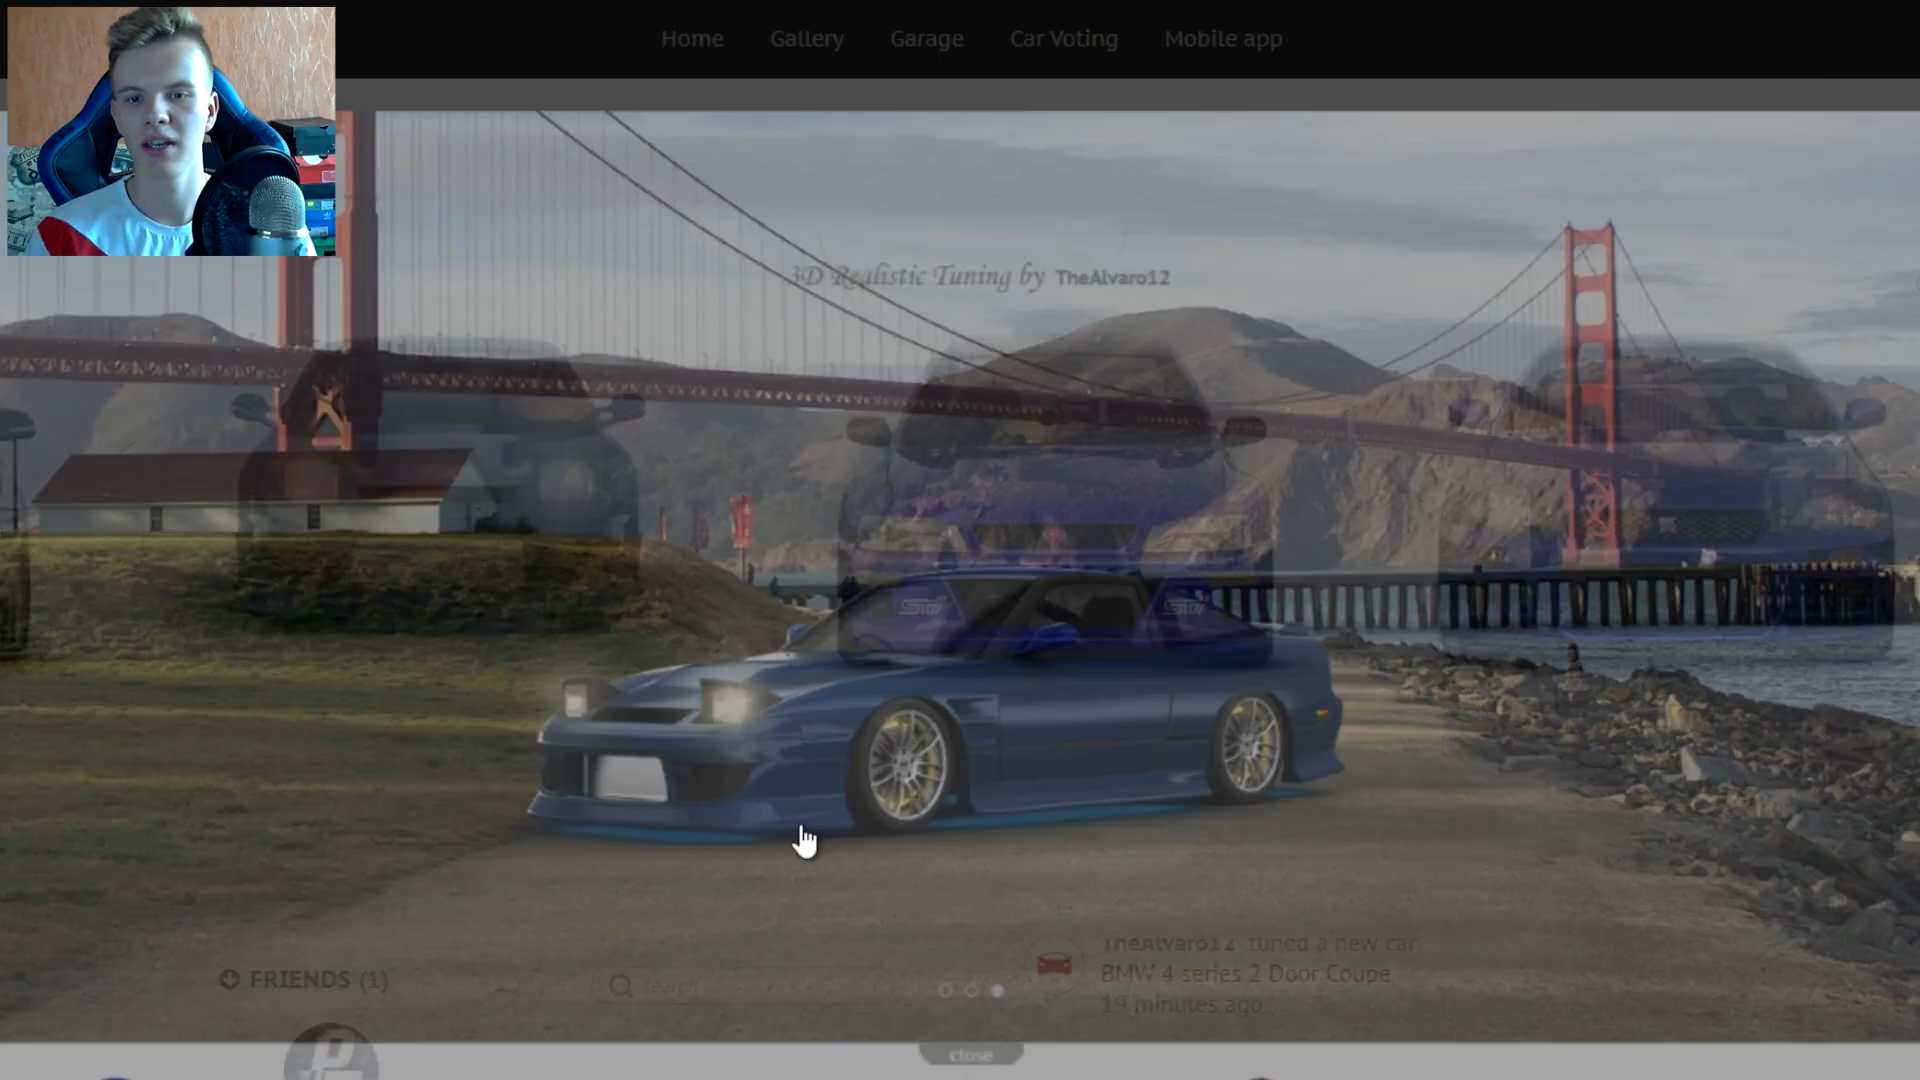 Home Gallery Garage Car Voting Mobile app
3D Realistic Tuning by TheAlvaro12
STI STI
TheAlvaro12 tuned a new car
FRIENDS (1)
search
BMW 4 series 2 Door Coupe
19 minutes ago
close